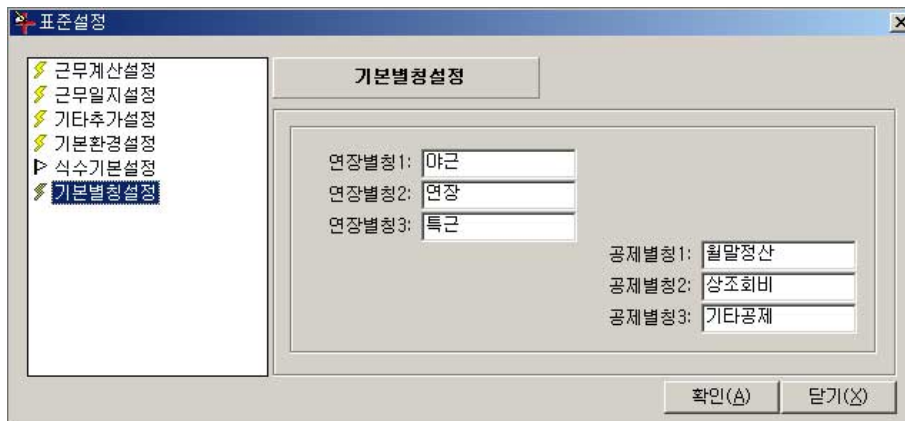 표준설정
근무계산설정
근무일지설정
기타추가설정
기본환경설정
식수기본설정
기본별칭설정
기본별칭설정
연장별칭1: 야근
연장별칭2: 연장
연장별칭3: 특근
공제별칭1: 월말정산
공제별칭2: 상조회비
공제별칭3: 기타공제
확인(A) 닫기(X)